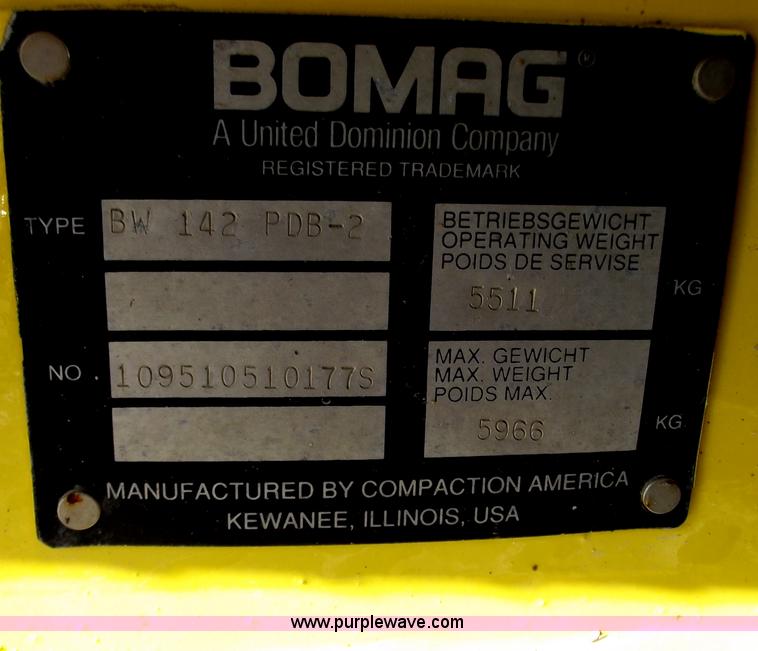 BOMAG ®
A United Dominion Company
REGISTERED TRADEMARK
TYPE BW 142 PDB-2
NO. 109510510177S
BETRIEBSGEWICHT
OPERATING WEIGHT
POIDS DE SERVISE
5511 KG
MAX. GEWICHT
MAX. WEIGHT
POIDS MAX.
5966 KG
MANUFACTURED BY COMPACTION AMERICA
KEWANEE, ILLINOIS, USA
www.purplewave.com